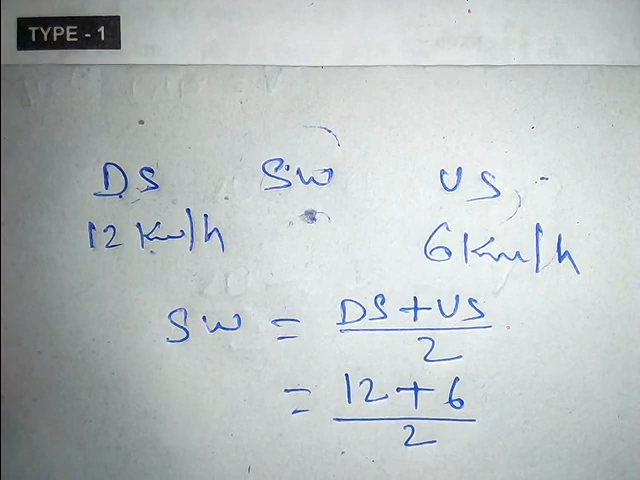 TYPE - 1
DS SW US
12 Km/h 6 Km/h
SW = DS+US/2
= 12+6/2